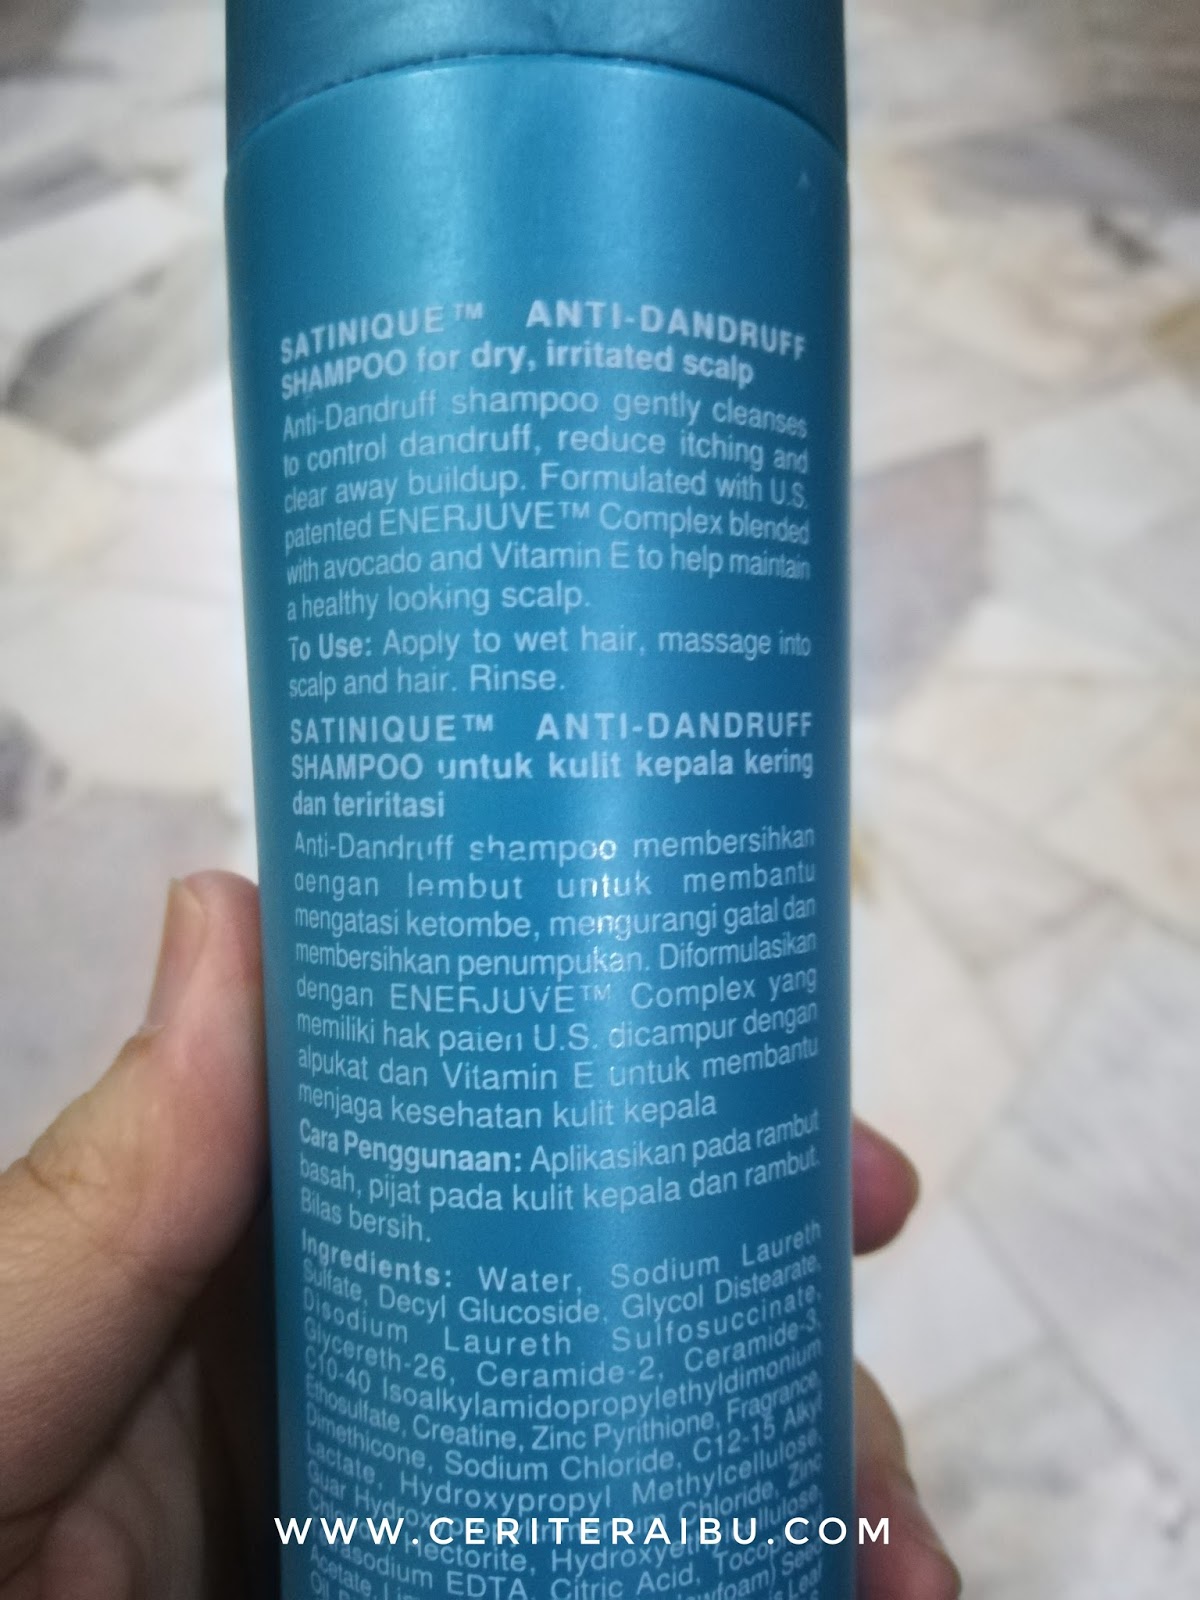 SATINIQUE™ ANTI-DANDRUFF
SHAMPOO for dry, irritated scalp
Anti-Dandruff shampoo gently cleanses
to control dandruff, reduce itching and
clear away buildup. Formulated with U.S.
patented ENERJUVE™ Complex blended
with avocado and Vitamin E to help maintain
a healthy looking scalp.
To Use: Apply to wet hair, massage into
scalp and hair. Rinse.
SATINIQUE™ ANTI-DANDRUFF
SHAMPOO untuk kulit kepala kering
dan teriritasi
Anti-Dandruff shampoo membersihkan
dengan lembut untuk membantu
mengatasi ketombe, mengurangi gatal dan
membersihkan penumpukan. Diformulasikan
dengan ENERJUVE™ Complex yang
memiliki hak paten U.S. dicampur dengan
alpukat dan Vitamin E untuk membantu
menjaga kesehatan kulit kepala
Cara Penggunaan: Aplikasikan pada rambut
basah, pijat pada kulit kepala dan rambut.
Bilas bersih.
Ingredients: Water, Sodium Laureth
Sulfate, Decyl Glucoside, Glycol Distearate,
Disodium Laureth Sulfosuccinate,
Glycereth-26, Ceramide-2, Ceramide-3,
C10-40 Isoalkylamidopropylethyldimonium
Ethosulfate, Creatine, Zinc Pyrithione, Fragrance,
Dimethicone, Sodium Chloride, C12-15 Alkyl
Lactate, Hydroxypropyl Methylcellulose,
Guar Chloride, Zinc
WWW.CERITERAIBU.COM
EDTA, Citric Acid,
Acetate, Seed
Oil Leaf